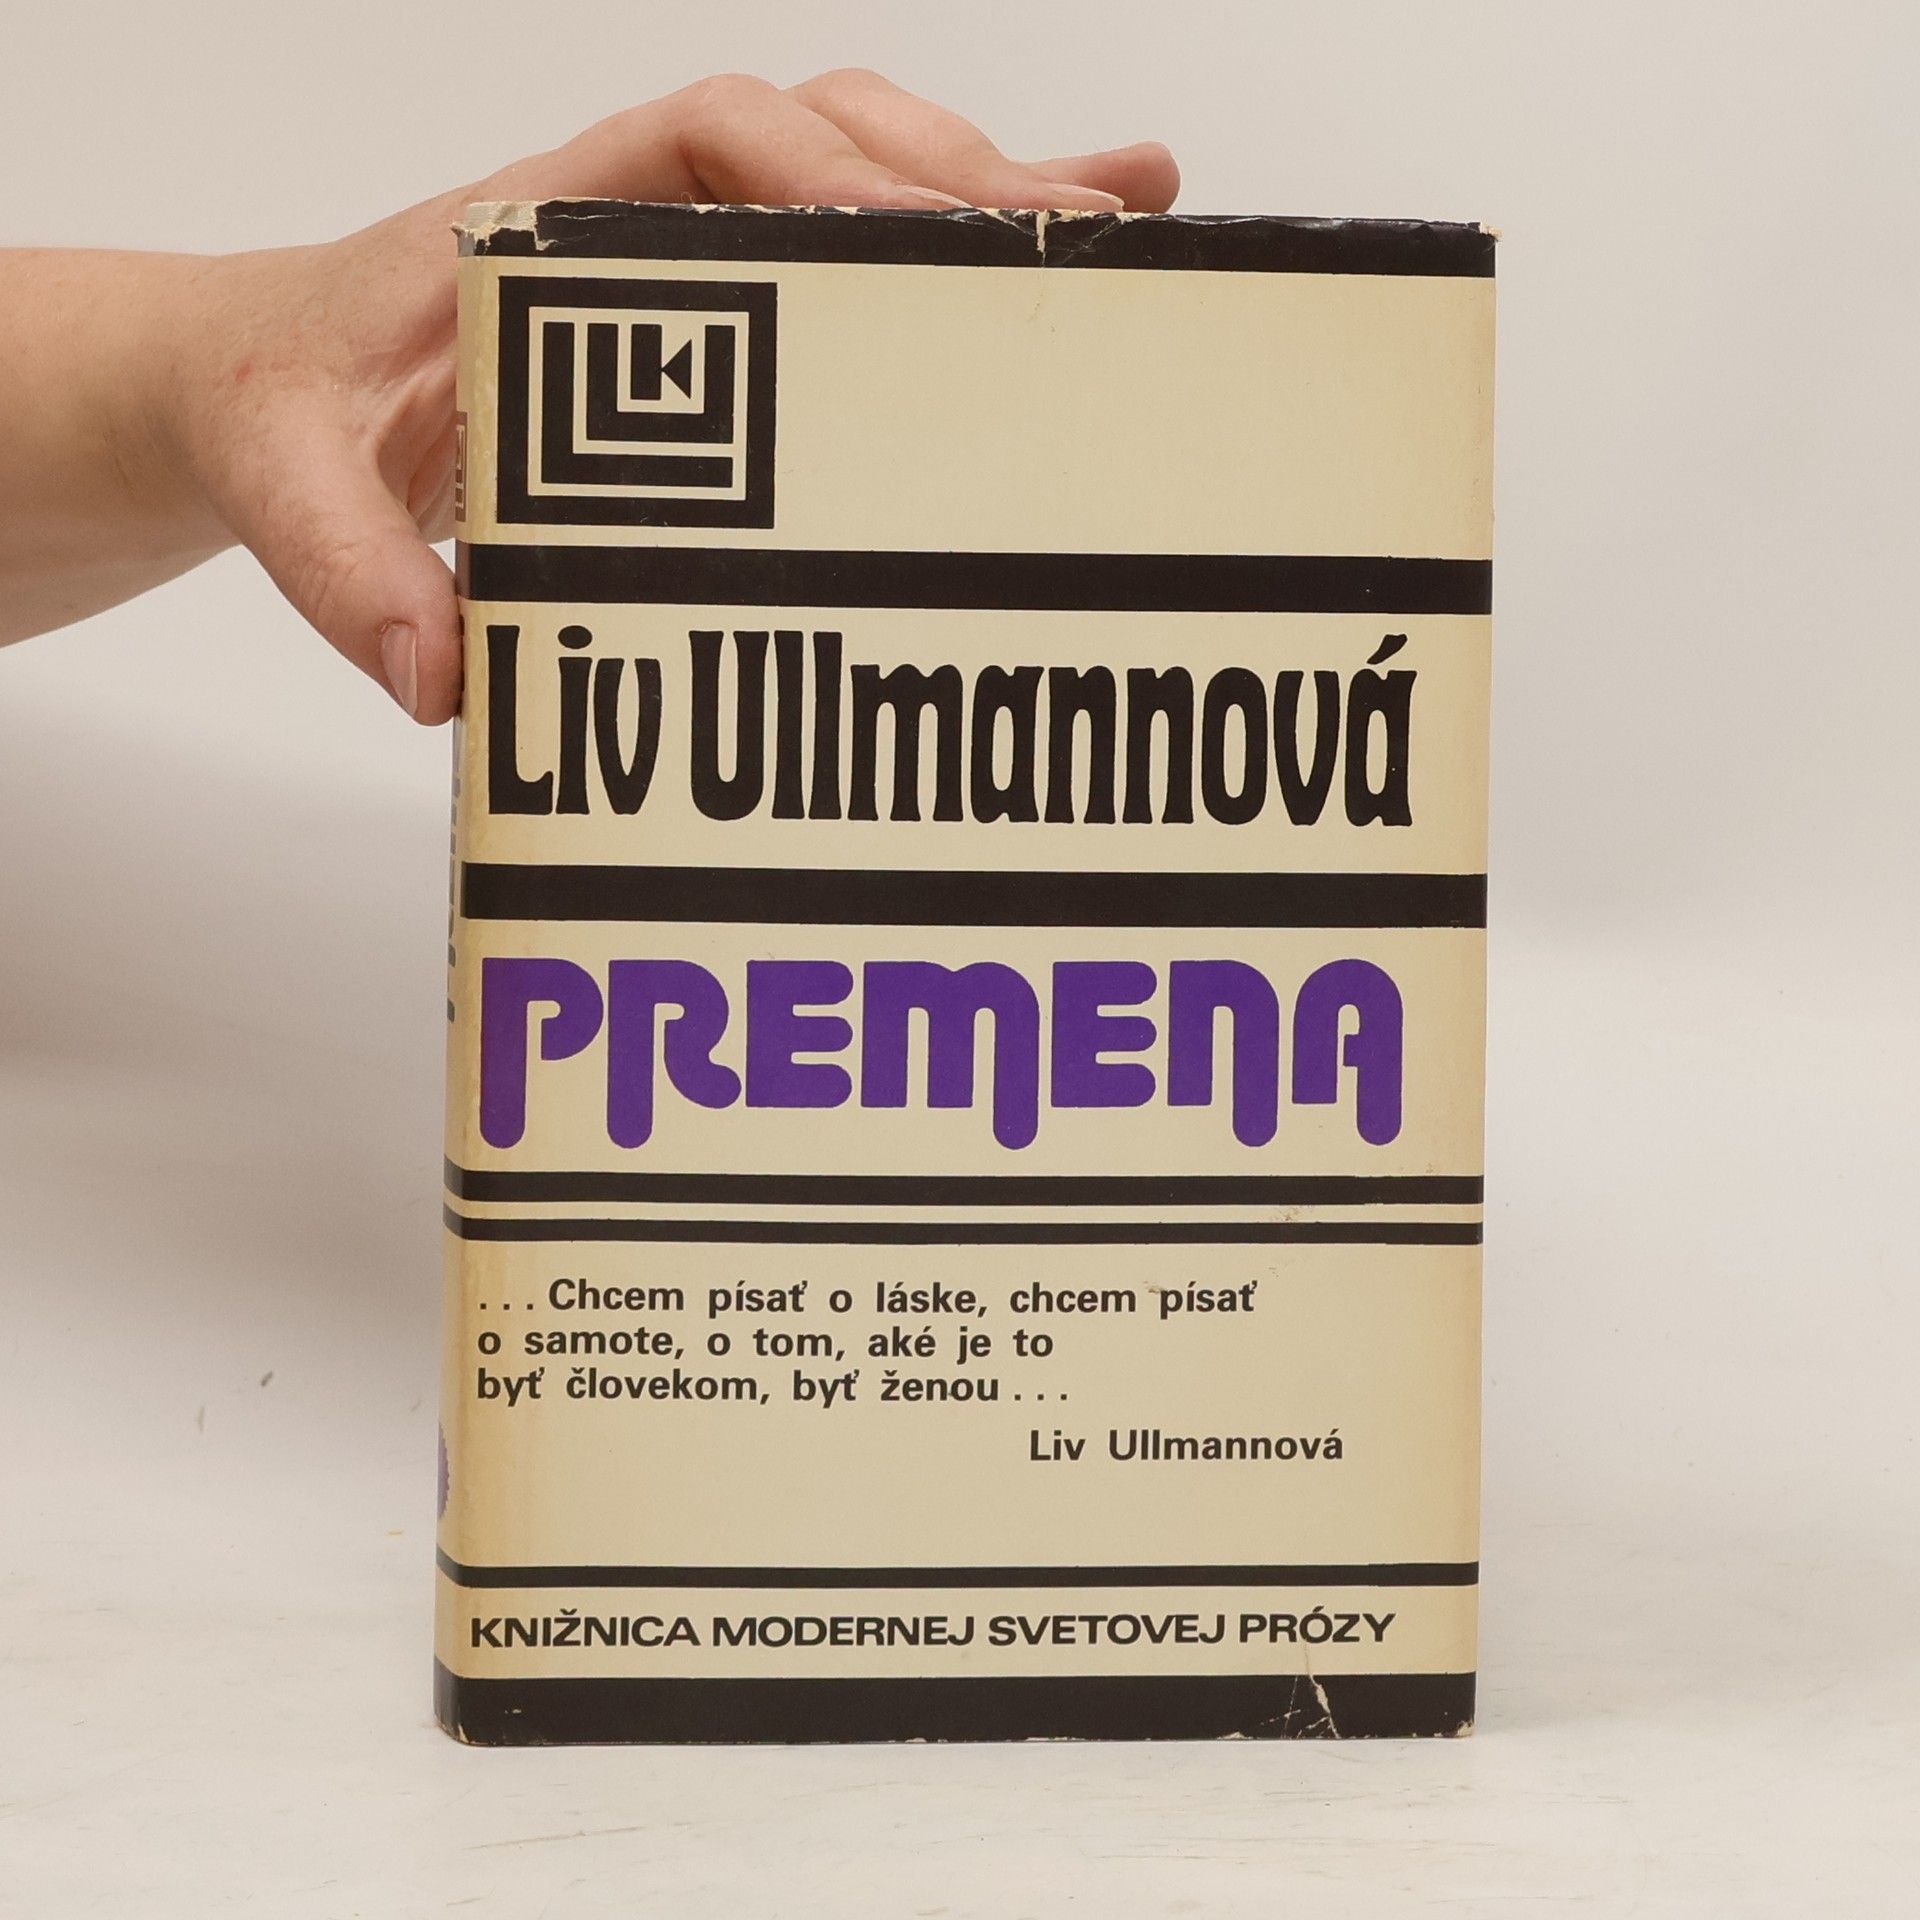 Liv Ullmannová
PREMENA
...Chcem písať o láske, chcem písať
o samote, o tom, aké je to
byť človekom, byť ženou...
Liv Ullmannová
KNIŽNICA MODERNEJ SVETOVEJ PRÓZY